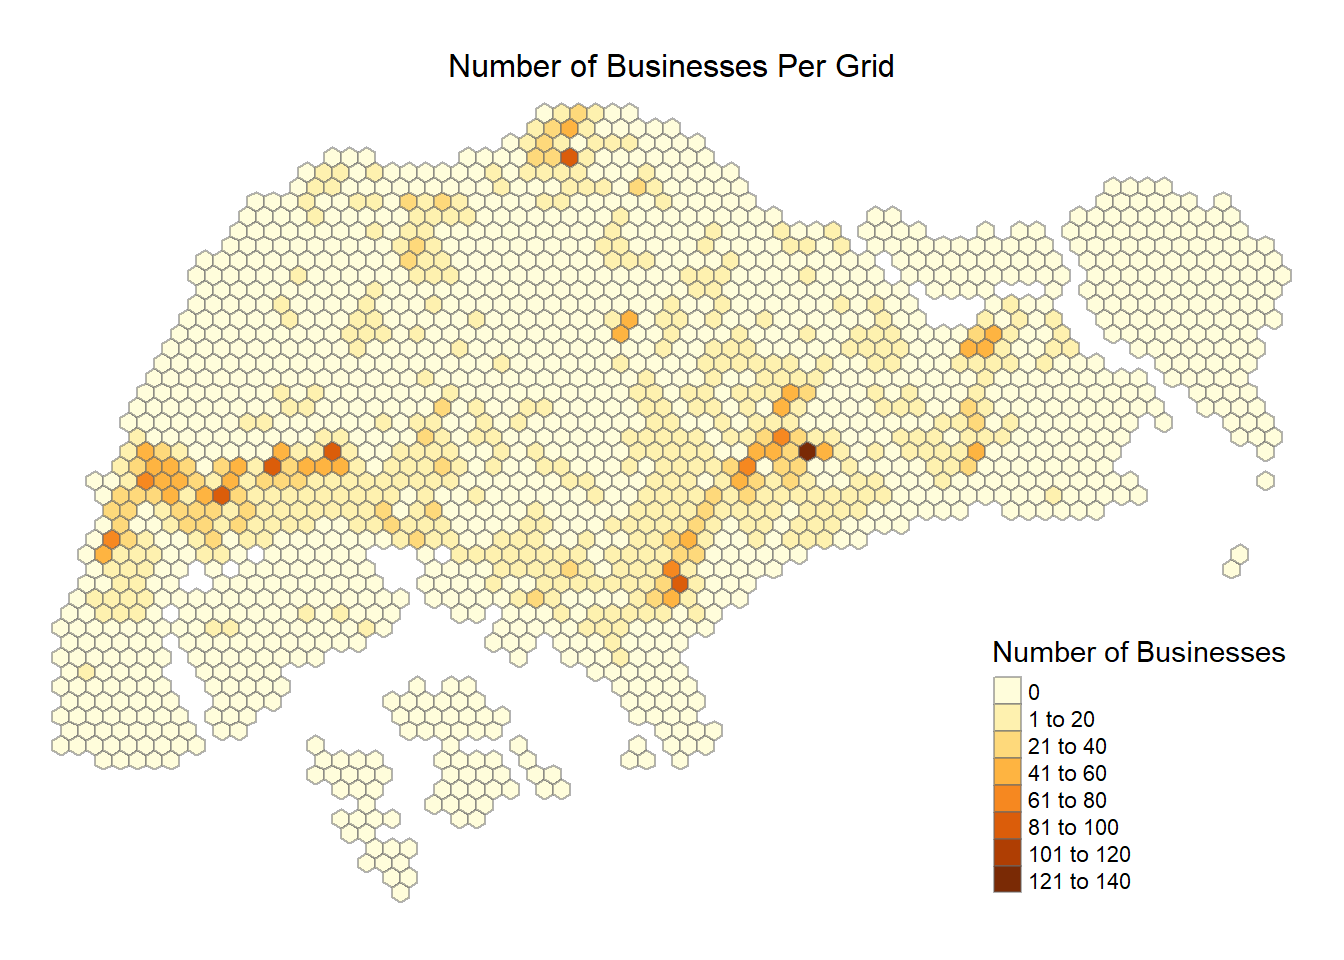 Number of Businesses Per Grid
Number of Businesses
0
1 to 20
21 to 40
41 to 60
61 to 80
81 to 100
101 to 120
121 to 140